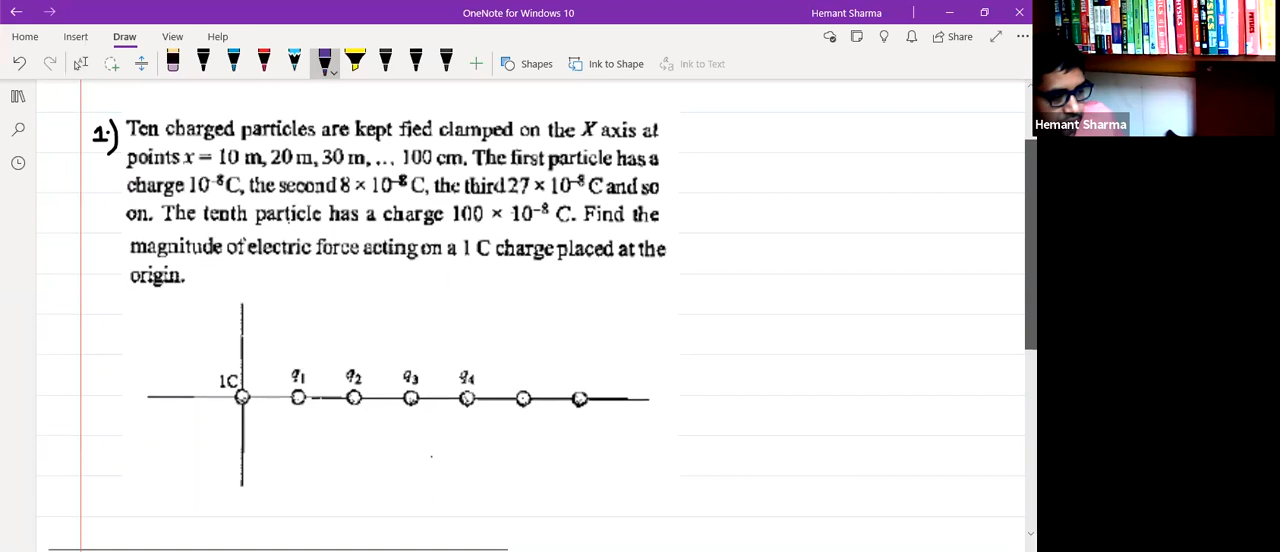 OneNote for Windows 10
Hemant Sharma
Home
Insert
Draw
View
Help
Shapes
Ink to Shape
Ink to Text
Share
1.)
Ten charged particles are kept fied clamped on the X axis at
points x = 10 m, 20 m, 30 m, ... 100 cm. The first particle has a
charge 10⁻⁸C, the second 8 × 10⁻⁸ C, the third 27 × 10⁻⁸ C and so
on. The tenth particle has a charge 100 × 10⁻⁸ C. Find the
magnitude of electric force acting on a 1 C charge placed at the
origin.
1C q₁ q₂ q₃ q₄
Hemant Sharma